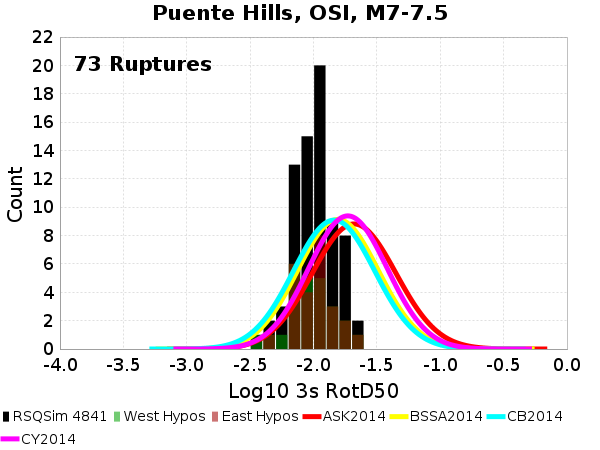 Puente Hills, OSI, M7-7.5
73 Ruptures
Count
22
20
18
16
14
12
10
8
6
4
2
0
-4.0 -3.5 -3.0 -2.5 -2.0 -1.5 -1.0 -0.5 0.0
Log10 3s RotD50
RSQSim 4841 West Hypos East Hypos ASK2014 BSSA2014 CB2014
CY2014